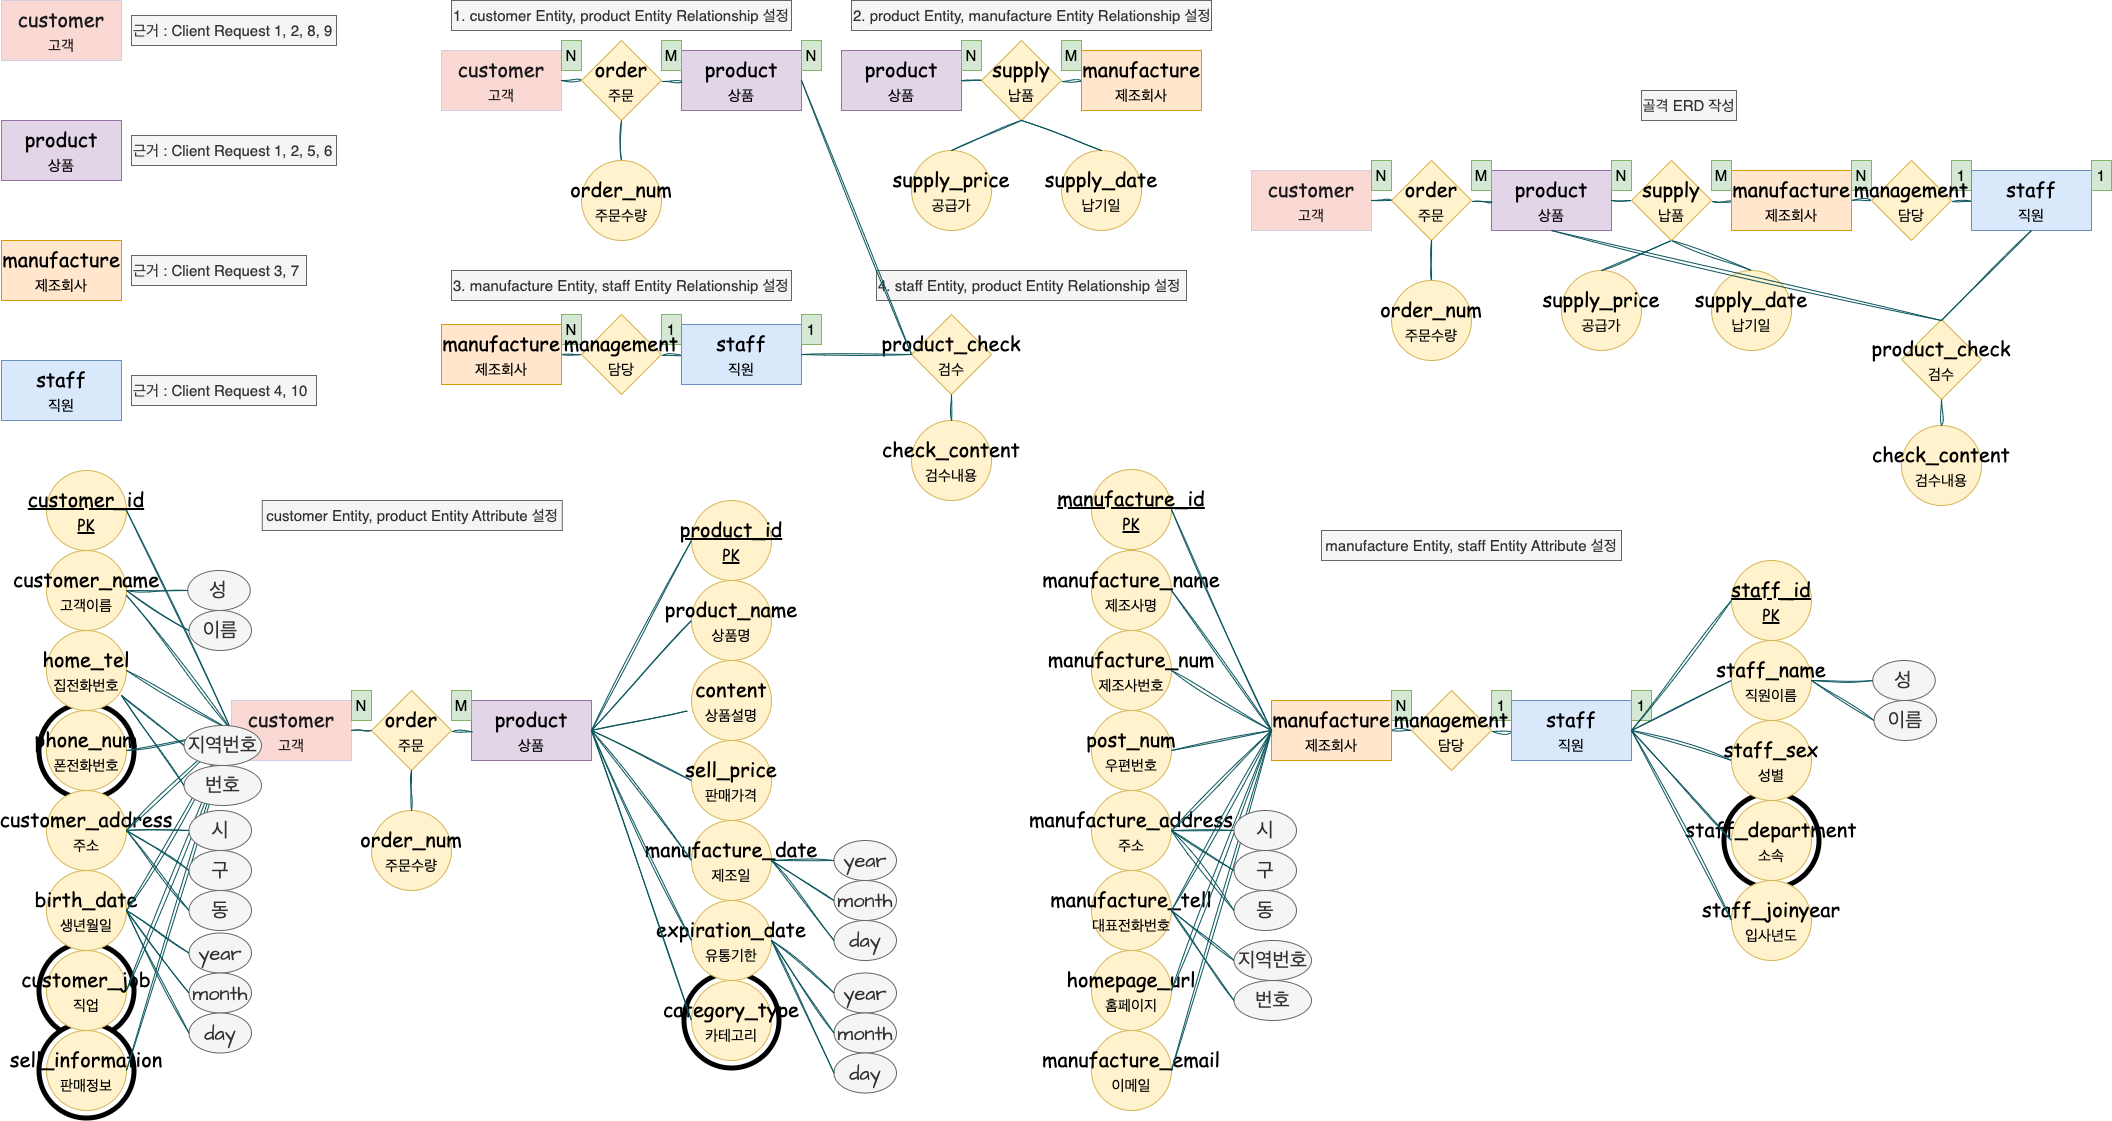 customer
고객
근거 : Client Request 1, 2, 8, 9
product
상품
근거 : Client Request 1, 2, 5, 6
manufacture
제조회사
근거 : Client Request 3, 7
staff
직원
근거 : Client Request 4, 10
1. customer Entity, product Entity Relationship 설정
customer
고객
N
order
주문
M
product
상품
N
order_num
주문수량
2. product Entity, manufacture Entity Relationship 설정
product
상품
N
supply
납품
M
manufacture
제조회사
supply_price
공급가
supply_date
납기일
3. manufacture Entity, staff Entity Relationship 설정
manufacture
제조회사
N
management
담당
1
staff
직원
1
4. staff Entity, product Entity Relationship 설정
product_check
검수
check_content
검수내용
골격 ERD 작성
customer
고객
N
order
주문
M
product
상품
N
supply
납품
M
manufacture
제조회사
N
management
담당
1
staff
직원
1
order_num
주문수량
supply_price
공급가
supply_date
납기일
product_check
검수
check_content
검수내용
customer Entity, product Entity Attribute 설정
customer_id
PK
customer_name
고객이름
성
이름
home_tel
집전화번호
phone_num
폰전화번호
지역번호
번호
customer_address
주소
시
구
동
birth_date
생년월일
year
month
day
customer_job
직업
sell_information
판매정보
customer
고객
N
order
주문
M
product
상품
order_num
주문수량
product_id
PK
product_name
상품명
content
상품설명
sell_price
판매가격
manufacture_date
제조일
year
month
day
expiration_date
유통기한
year
month
day
category_type
카테고리
manufacture Entity, staff Entity Attribute 설정
manufacture_id
PK
manufacture_name
제조사명
manufacture_num
제조사번호
post_num
우편번호
manufacture_address
주소
시
구
동
manufacture_tell
대표전화번호
지역번호
번호
homepage_url
홈페이지
manufacture_email
이메일
manufacture
제조회사
N
management
담당
1
staff
직원
1
staff_id
PK
staff_name
직원이름
성
이름
staff_sex
성별
staff_department
소속
staff_joinyear
입사년도